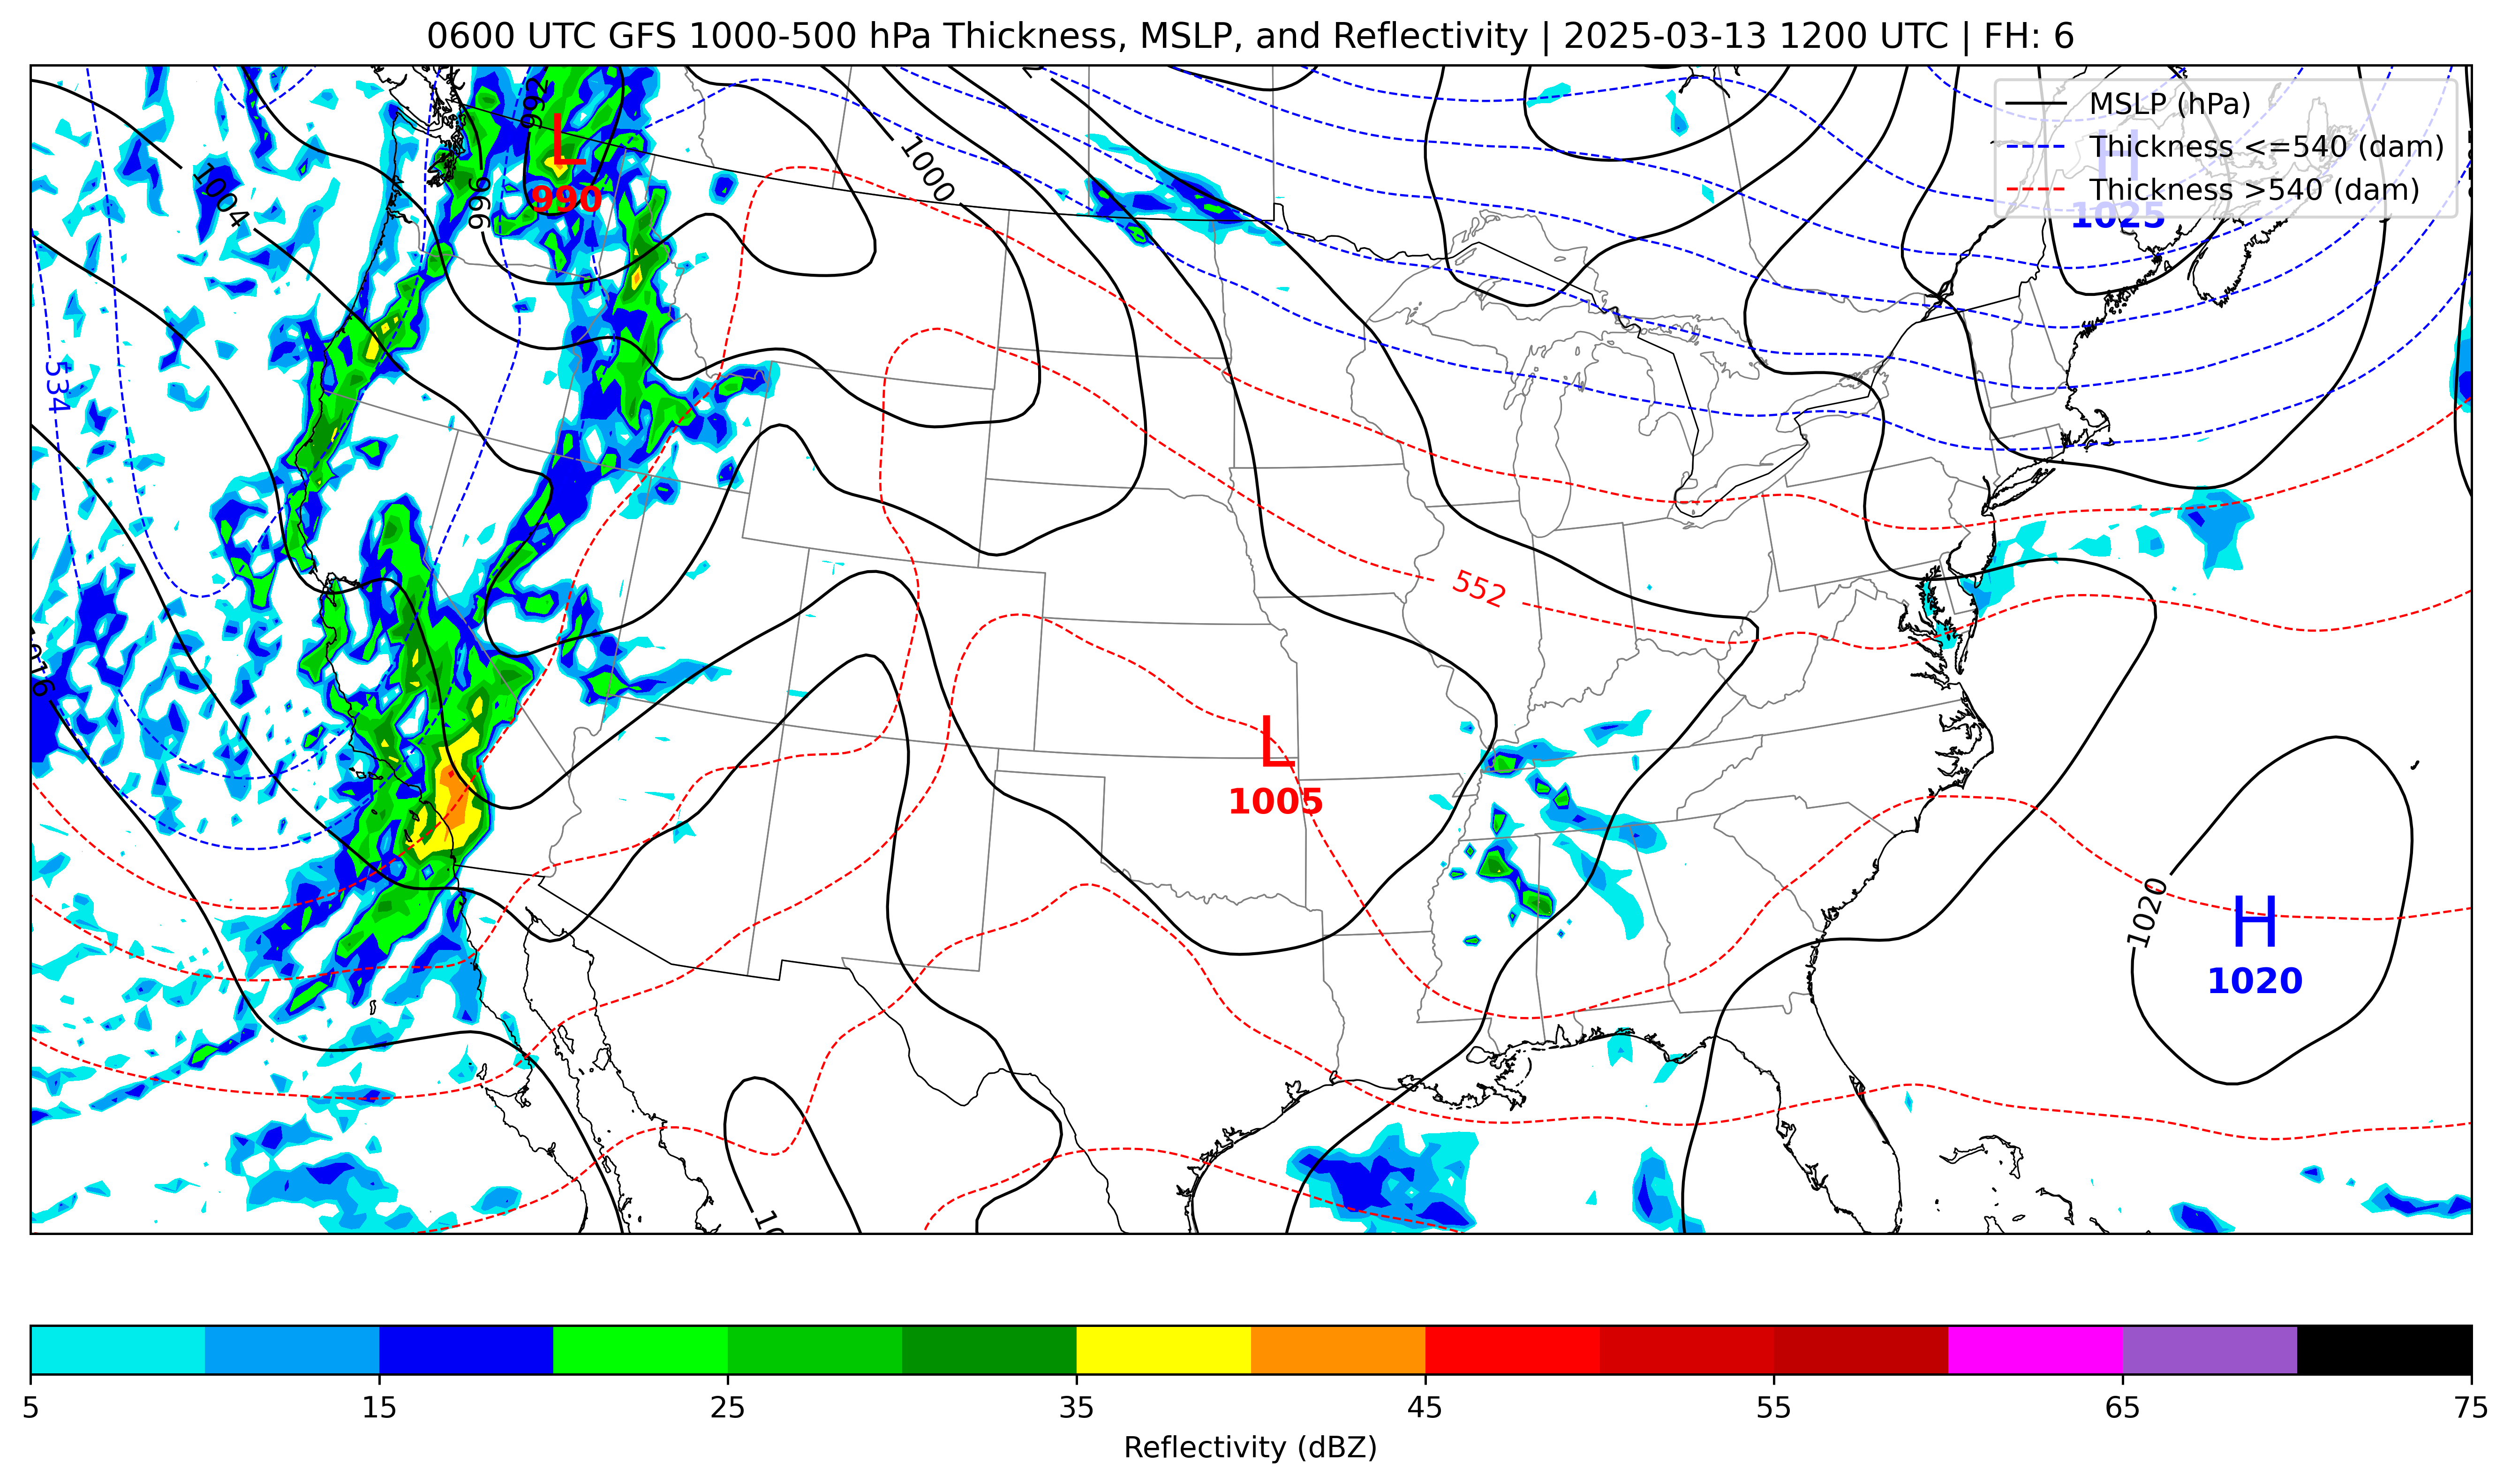 0600 UTC GFS 1000-500 hPa Thickness, MSLP, and Reflectivity | 2025-03-13 1200 UTC | FH: 6
MSLP (hPa)
Thickness <=540 (dam)
Thickness >540 (dam)
H
1025
992
L
990
996
1000
1004
534
552
1016
L
1005
1020
H
1020
5 15 25 35 45 55 65 75
Reflectivity (dBZ)